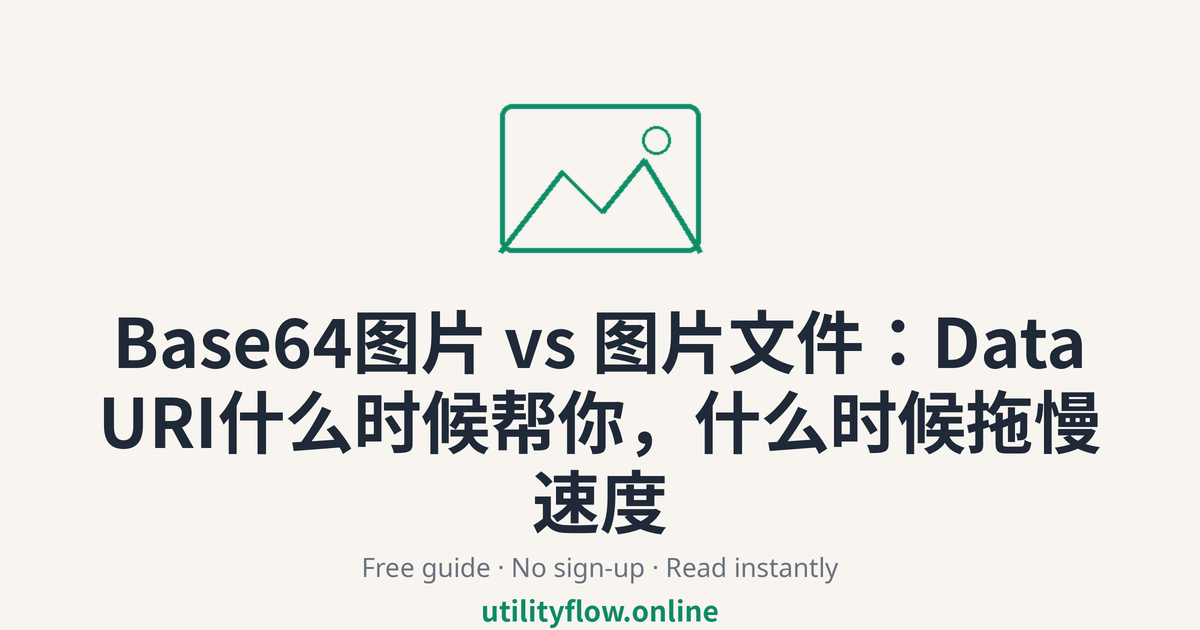 Base64图片 vs 图片文件：Data
URI什么时候帮你，什么时候拖慢
速度
Free guide · No sign-up · Read instantly
utilityflow.online